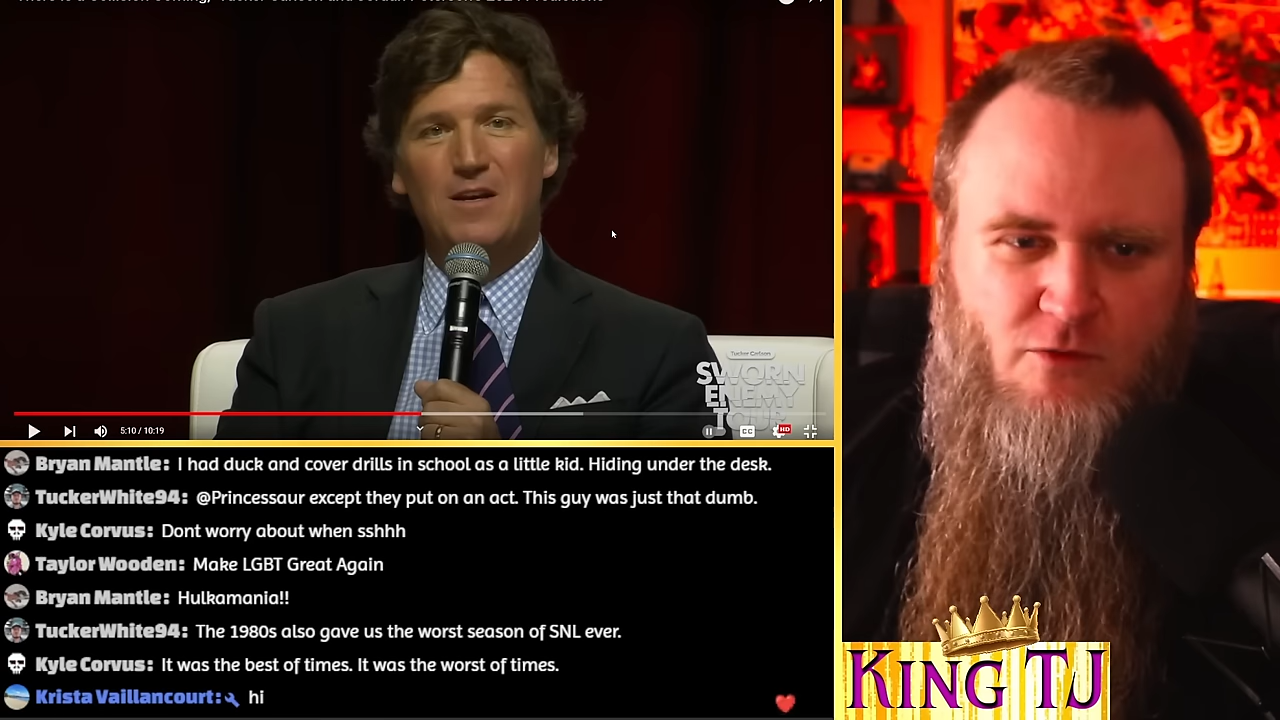 Tucker Carlson
SWORN
ENEMY
TOUR
5:10 / 10:19
CC
HD
Bryan Mantle: I had duck and cover drills in school as a little kid. Hiding under the desk.
TuckerWhite94: @Princessaur except they put on an act. This guy was just that dumb.
Kyle Corvus: Dont worry about when sshhh
Taylor Wooden: Make LGBT Great Again
Bryan Mantle: Hulkamania!!
TuckerWhite94: The 1980s also gave us the worst season of SNL ever.
Kyle Corvus: It was the best of times. It was the worst of times.
Krista Vaillancourt: hi
KING TJ